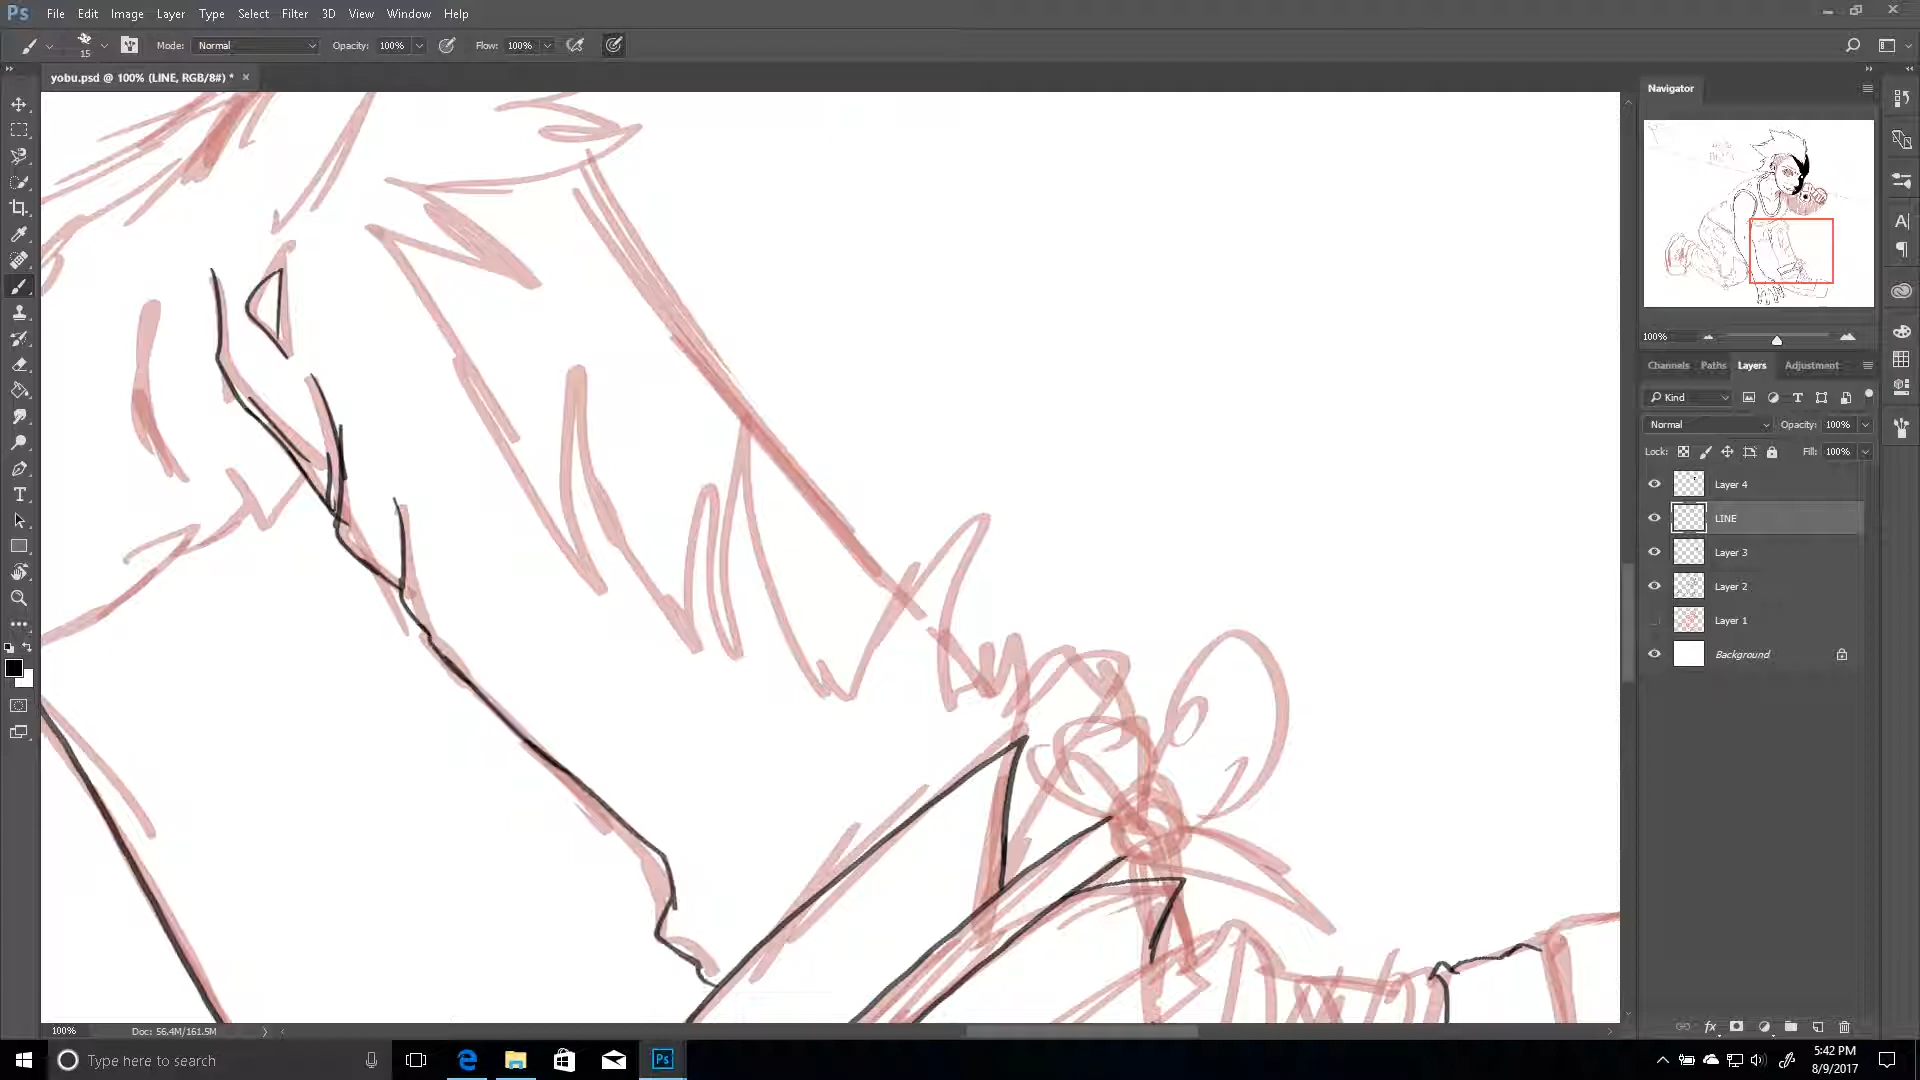 Ps File Edit Image Layer Type Select Filter 3D View Window Help
15 Mode: Normal Opacity: 100% Flow: 100%
yobu.psd @ 100% (LINE, RGB/8#) * ×
Navigator
100%
Channels Paths Layers Adjustment
Kind
Normal Opacity: 100%
Lock: Fill: 100%
Layer 4
LINE
Layer 3
Layer 2
Layer 1
Background
100% Doc: 56.4M/161.5M
Type here to search
Ps
5:42 PM
8/9/2017